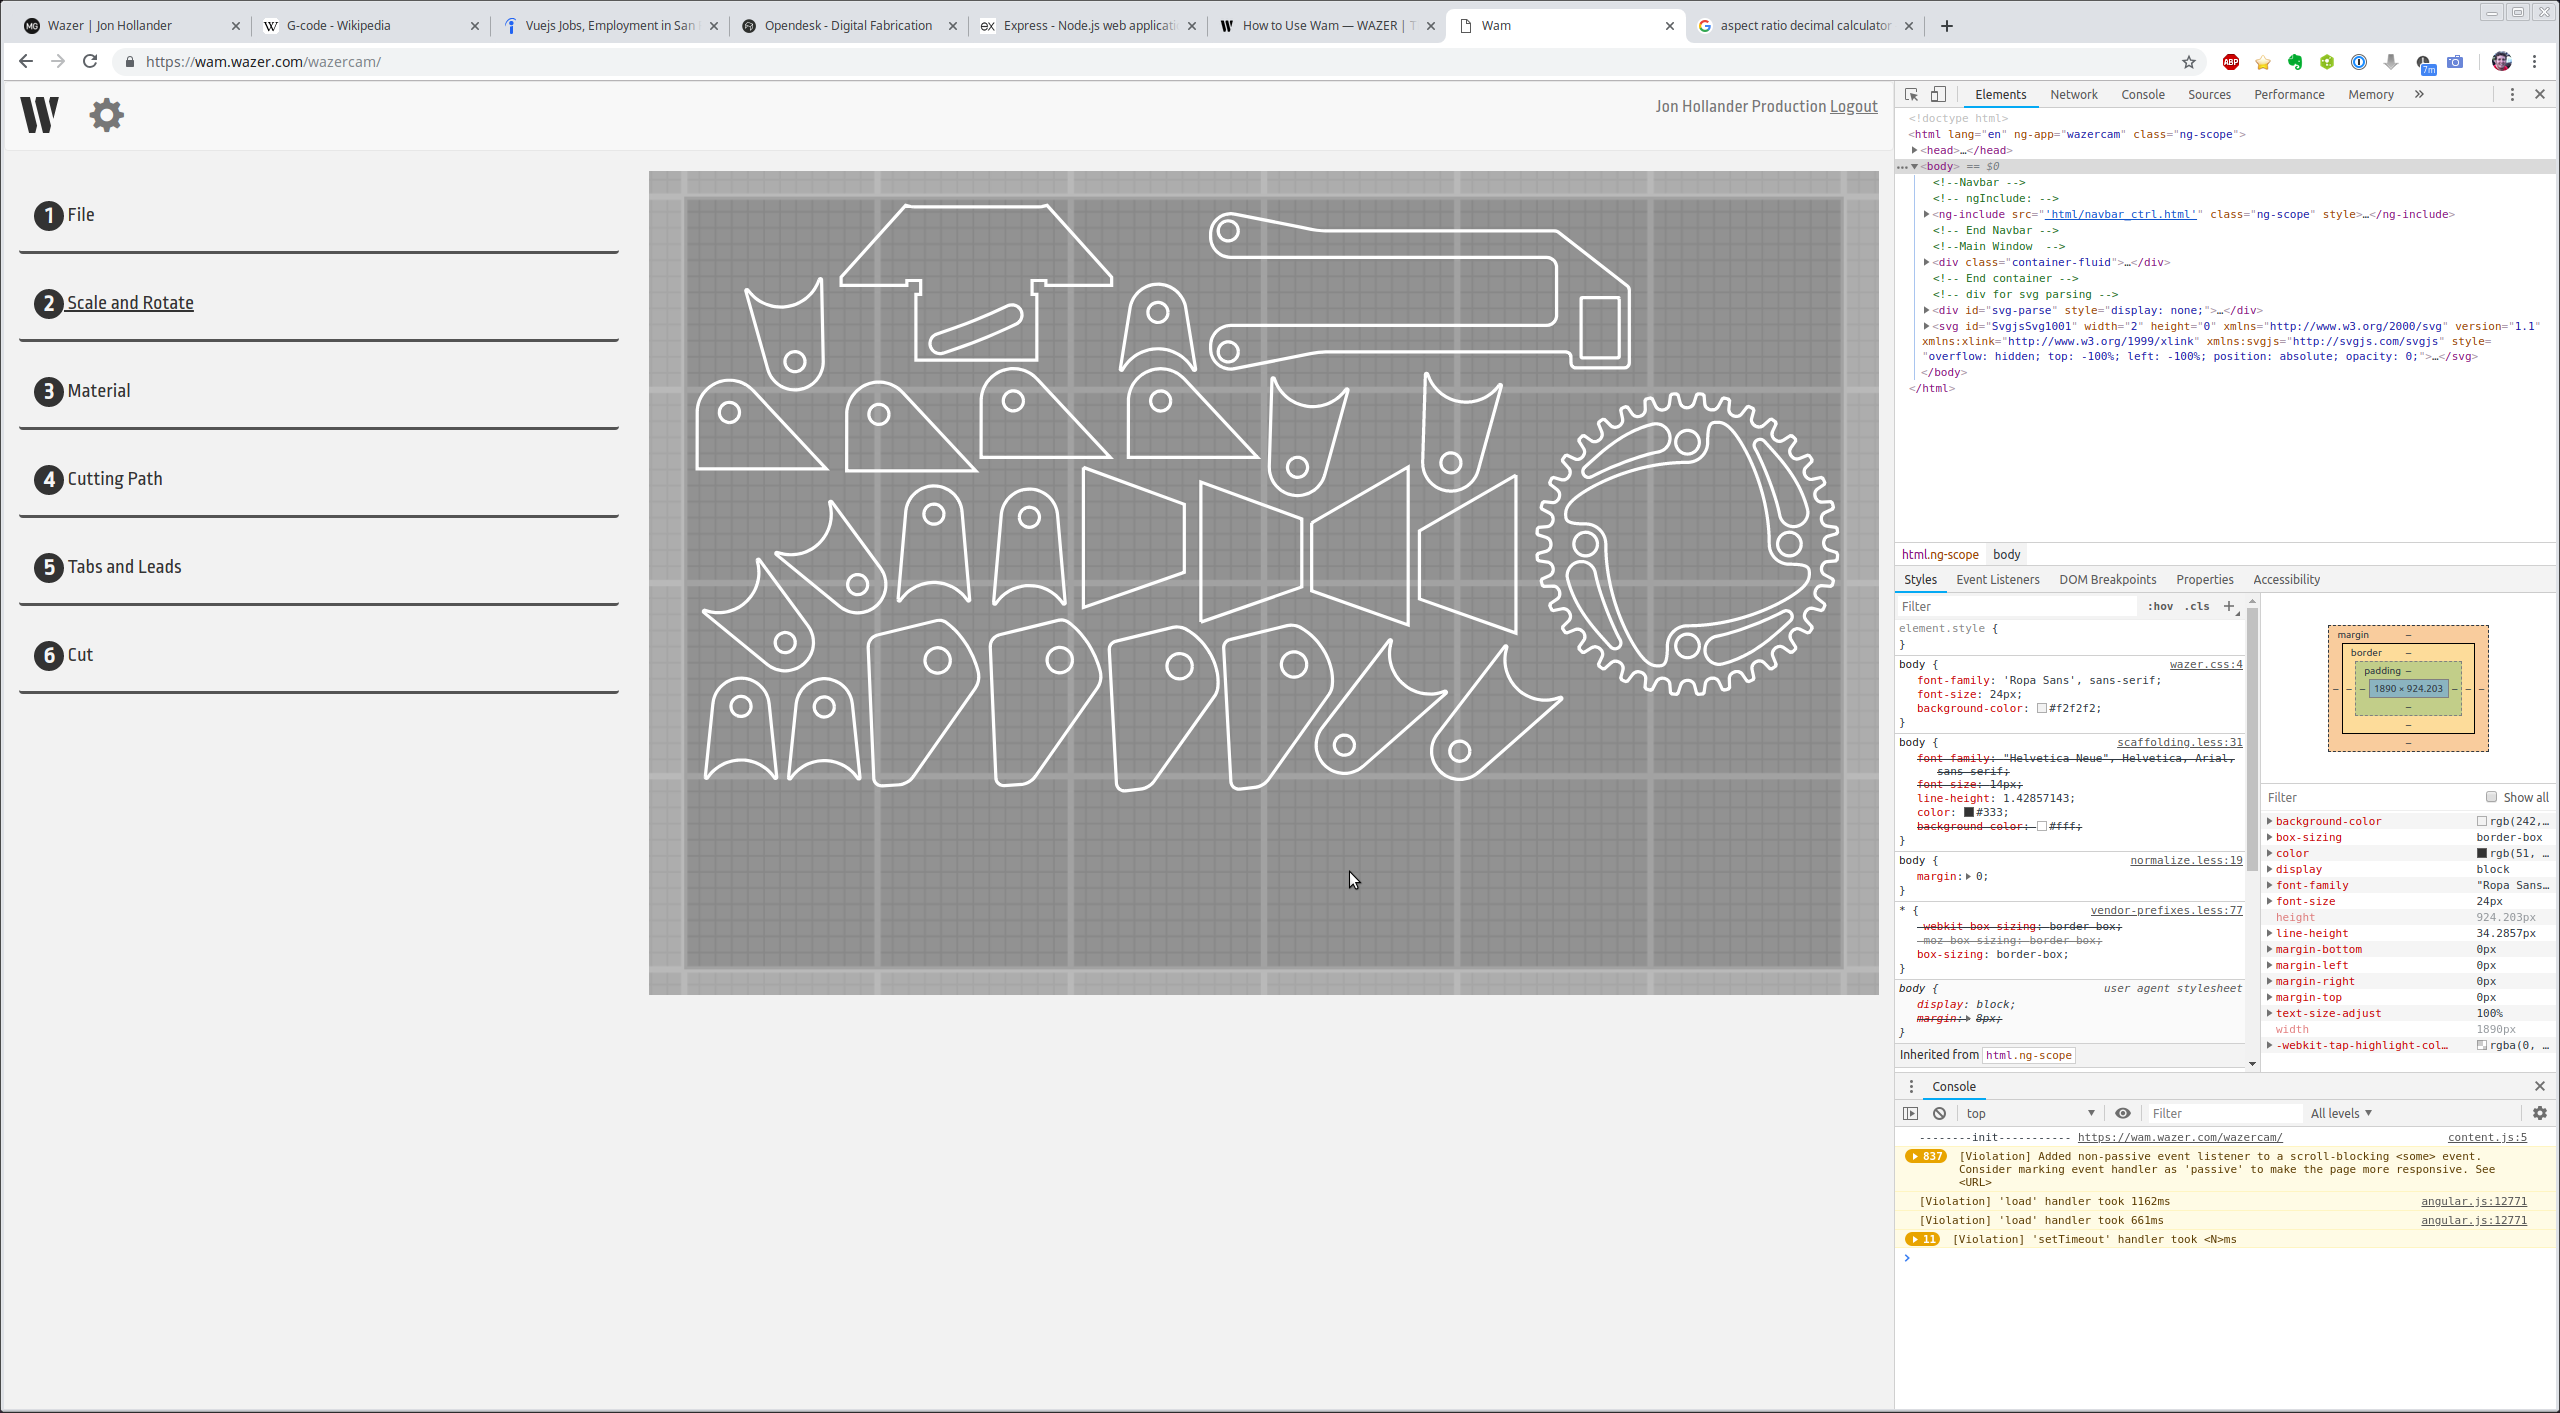 Wazer | Jon Hollander
G-code - Wikipedia
Vuejs Jobs, Employment in San
Opendesk - Digital Fabrication
Express - Node.js web applicati
How to Use Wam — WAZER | T
Wam
aspect ratio decimal calculator
https://wam.wazer.com/wazercam/
ABP
7m
W
Jon Hollander Production Logout
1 File
2 Scale and Rotate
3 Material
4 Cutting Path
5 Tabs and Leads
6 Cut
Elements Network Console Sources Performance Memory »
<!doctype html>
<html lang="en" ng-app="wazercam" class="ng-scope">
<head>…</head>
… <body> == $0
<!--Navbar -->
<!-- ngInclude: -->
<ng-include src="'html/navbar_ctrl.html'" class="ng-scope" style>…</ng-include>
<!-- End Navbar -->
<!--Main Window  -->
<div class="container-fluid">…</div>
<!-- End container -->
<!-- div for svg parsing -->
<div id="svg-parse" style="display: none;">…</div>
<svg id="SvgjsSvg1001" width="2" height="0" xmlns="http://www.w3.org/2000/svg" version="1.1"
xmlns:xlink="http://www.w3.org/1999/xlink" xmlns:svgjs="http://svgjs.com/svgjs" style=
"overflow: hidden; top: -100%; left: -100%; position: absolute; opacity: 0;">…</svg>
</body>
</html>
html.ng-scope body
Styles Event Listeners DOM Breakpoints Properties Accessibility
Filter :hov .cls +
element.style {
}
body { wazer.css:4
font-family: 'Ropa Sans', sans-serif;
font-size: 24px;
background-color: #f2f2f2;
}
body { scaffolding.less:31
font-family: "Helvetica Neue", Helvetica, Arial,
sans-serif;
font-size: 14px;
line-height: 1.42857143;
color: #333;
background-color: #fff;
}
body { normalize.less:19
margin: 0;
}
* { vendor-prefixes.less:77
-webkit-box-sizing: border-box;
-moz-box-sizing: border-box;
box-sizing: border-box;
}
body { user agent stylesheet
display: block;
margin: 8px;
}
Inherited from html.ng-scope
margin –
border –
padding –
– – – 1890 × 924.203 – – –
–
–
–
Filter Show all
background-color rgb(242,…
box-sizing border-box
color rgb(51, …
display block
font-family "Ropa Sans…
font-size 24px
height 924.203px
line-height 34.2857px
margin-bottom 0px
margin-left 0px
margin-right 0px
margin-top 0px
text-size-adjust 100%
width 1890px
-webkit-tap-highlight-col… rgba(0, …
Console
top Filter All levels
--------init----------- https://wam.wazer.com/wazercam/ content.js:5
837 [Violation] Added non-passive event listener to a scroll-blocking <some> event.
Consider marking event handler as 'passive' to make the page more responsive. See
<URL>
[Violation] 'load' handler took 1162ms angular.js:12771
[Violation] 'load' handler took 661ms angular.js:12771
11 [Violation] 'setTimeout' handler took <N>ms